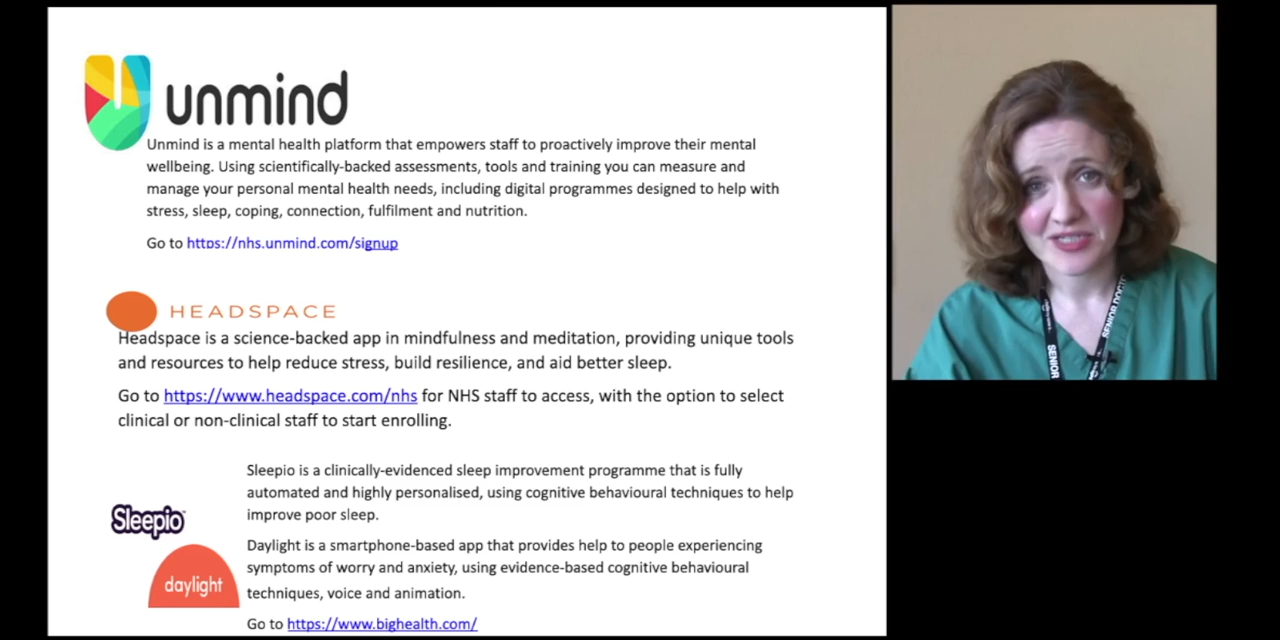 unmind
Unmind is a mental health platform that empowers staff to proactively improve their mental
wellbeing. Using scientifically-backed assessments, tools and training you can measure and
manage your personal mental health needs, including digital programmes designed to help with
stress, sleep, coping, connection, fulfilment and nutrition.
Go to https://nhs.unmind.com/signup
HEADSPACE
Headspace is a science-backed app in mindfulness and meditation, providing unique tools
and resources to help reduce stress, build resilience, and aid better sleep.
Go to https://www.headspace.com/nhs for NHS staff to access, with the option to select
clinical or non-clinical staff to start enrolling.
Sleepio is a clinically-evidenced sleep improvement programme that is fully
automated and highly personalised, using cognitive behavioural techniques to help
improve poor sleep.
Sleepio
Daylight is a smartphone-based app that provides help to people experiencing
symptoms of worry and anxiety, using evidence-based cognitive behavioural
techniques, voice and animation.
daylight
Go to https://www.bighealth.com/
SENIOR
SENIOR DOCTO